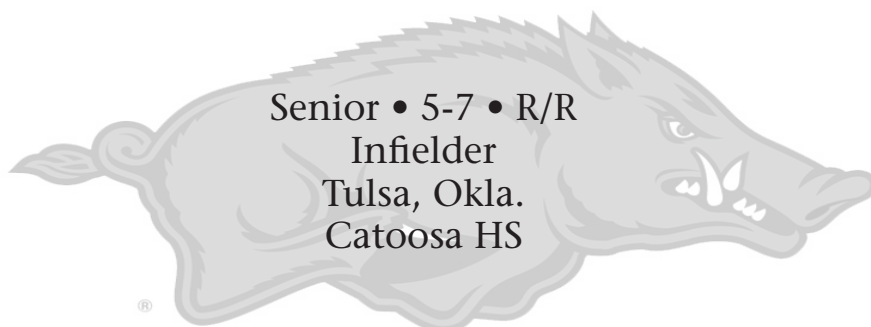 Senior • 5-7 • R/R
Infielder
Tulsa, Okla.
Catoosa HS
®